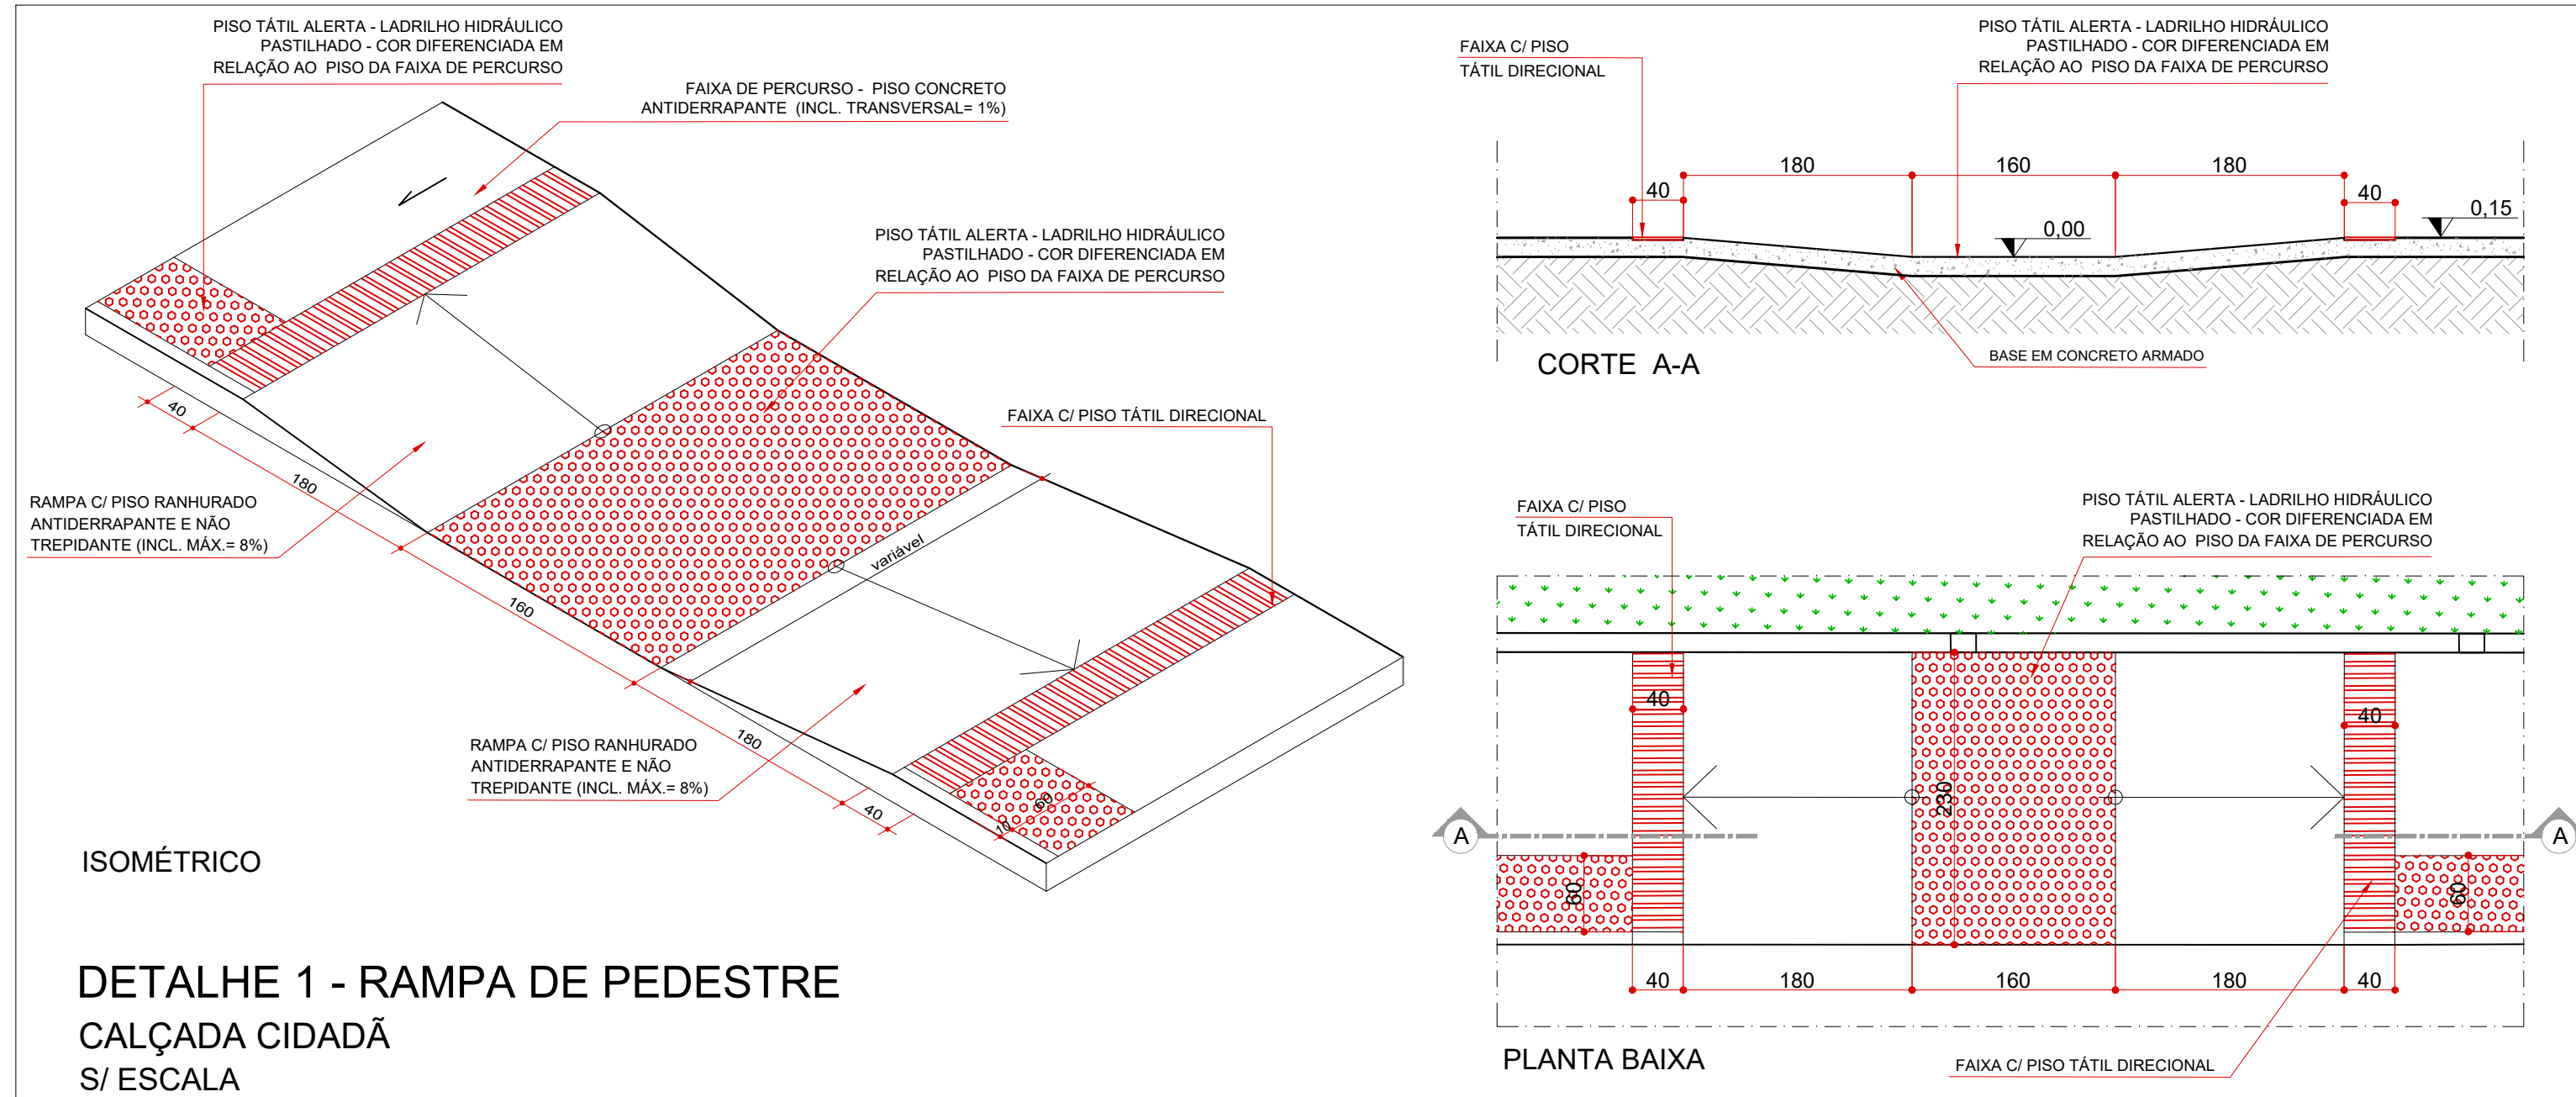 PISO TÁTIL ALERTA - LADRILHO HIDRÁULICO
PASTILHADO - COR DIFERENCIADA EM
RELAÇÃO AO PISO DA FAIXA DE PERCURSO
FAIXA DE PERCURSO - PISO CONCRETO
ANTIDERRAPANTE (INCL. TRANSVERSAL= 1%)
PISO TÁTIL ALERTA - LADRILHO HIDRÁULICO
PASTILHADO - COR DIFERENCIADA EM
RELAÇÃO AO PISO DA FAIXA DE PERCURSO
FAIXA C/ PISO TÁTIL DIRECIONAL
RAMPA C/ PISO RANHURADO
ANTIDERRAPANTE E NÃO
TREPIDANTE (INCL. MÁX.= 8%)
RAMPA C/ PISO RANHURADO
ANTIDERRAPANTE E NÃO
TREPIDANTE (INCL. MÁX.= 8%)
40
180
160
180
40
variável
60
10
ISOMÉTRICO
DETALHE 1 - RAMPA DE PEDESTRE
CALÇADA CIDADÃ
S/ ESCALA
FAIXA C/ PISO
TÁTIL DIRECIONAL
PISO TÁTIL ALERTA - LADRILHO HIDRÁULICO
PASTILHADO - COR DIFERENCIADA EM
RELAÇÃO AO PISO DA FAIXA DE PERCURSO
180
160
180
40
40
0,00
0,15
BASE EM CONCRETO ARMADO
CORTE A-A
FAIXA C/ PISO
TÁTIL DIRECIONAL
PISO TÁTIL ALERTA - LADRILHO HIDRÁULICO
PASTILHADO - COR DIFERENCIADA EM
RELAÇÃO AO PISO DA FAIXA DE PERCURSO
40
40
230
A
A
60
60
40
180
160
180
40
PLANTA BAIXA
FAIXA C/ PISO TÁTIL DIRECIONAL